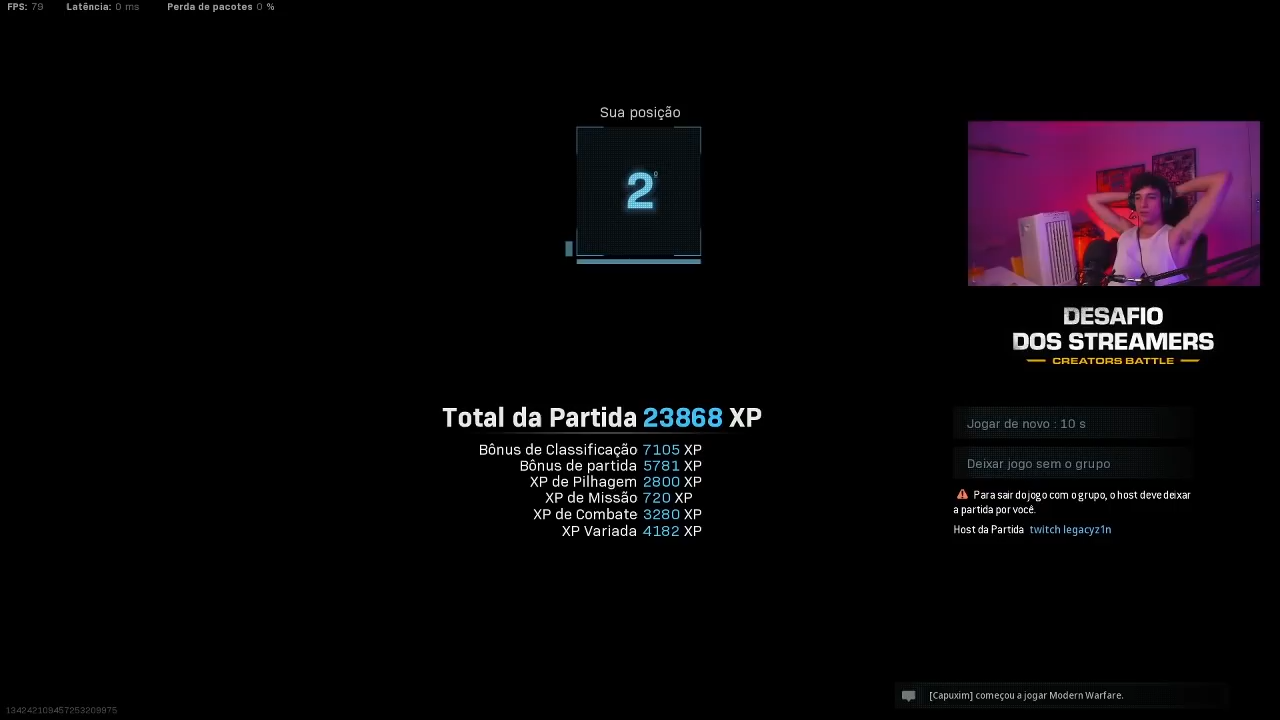 FPS: 79 Latência: 0 ms Perda de pacotes 0 %
Sua posição
2º
DESAFIO
DOS STREAMERS
CREATORS BATTLE
Total da Partida 23868 XP
Bônus de Classificação 7105 XP
Bônus de partida 5781 XP
XP de Pilhagem 2800 XP
XP de Missão 720 XP
XP de Combate 3280 XP
XP Variada 4182 XP
Jogar de novo : 10 s
Deixar jogo sem o grupo
Para sair do jogo com o grupo, o host deve deixar
a partida por você.
Host da Partida twitch legacyz1n
[Capuxim] começou a jogar Modern Warfare.
134242109457253209975